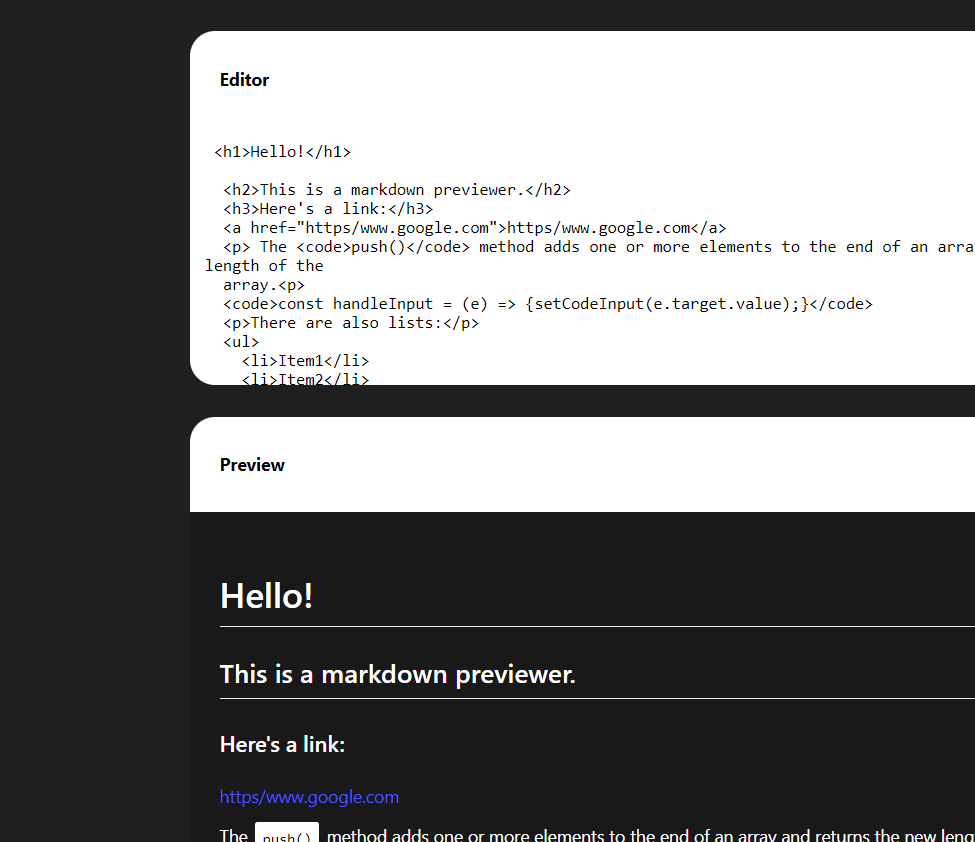 Editor
<h1>Hello!</h1>
<h2>This is a markdown previewer.</h2>
<h3>Here's a link:</h3>
<a href="https/www.google.com">https/www.google.com</a>
<p> The <code>push()</code> method adds one or more elements to the end of an
length of the
array.<p>
<code>const handleInput = (e) => {setCodeInput(e.target.value);}</code>
<p>There are also lists:</p>
<ul>
<li>Item1</li>
<li>Item2</li>
Preview
Hello!
This is a markdown previewer.
Here's a link:
https/www.google.com
The push() method adds one or more elements to the end of an array and returns the new